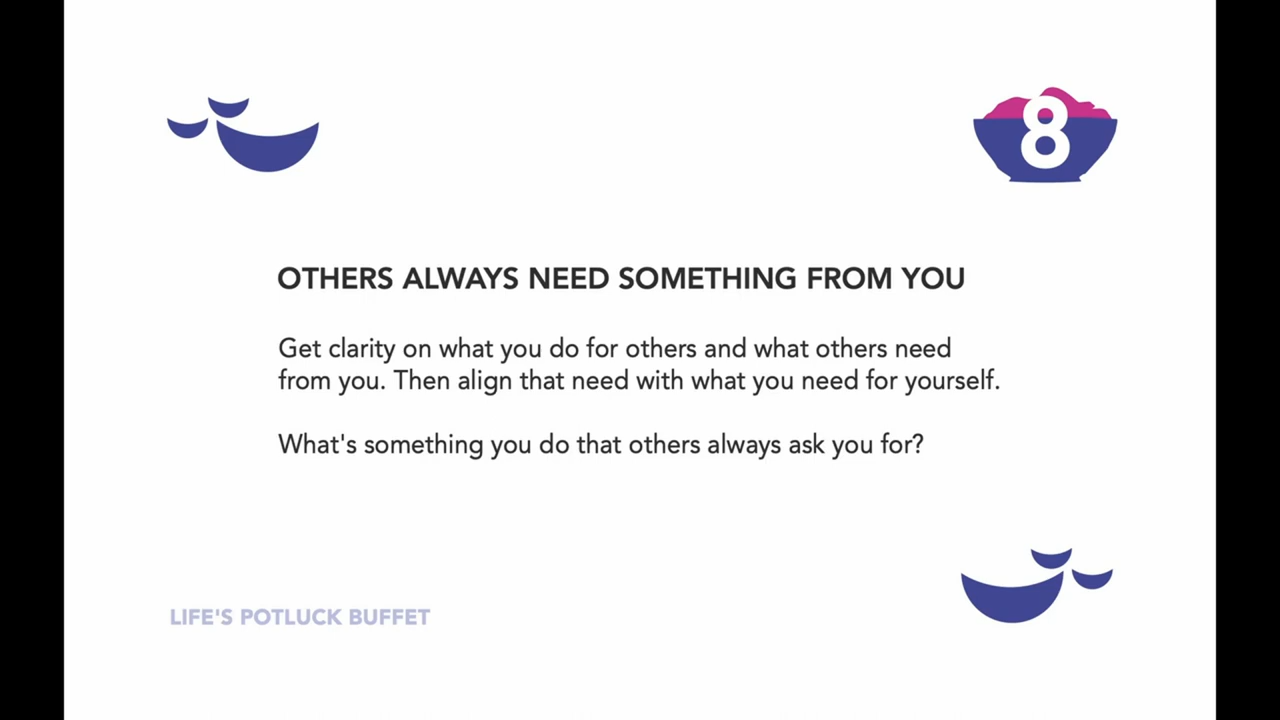 8
OTHERS ALWAYS NEED SOMETHING FROM YOU
Get clarity on what you do for others and what others need
from you. Then align that need with what you need for yourself.
What's something you do that others always ask you for?
LIFE'S POTLUCK BUFFET